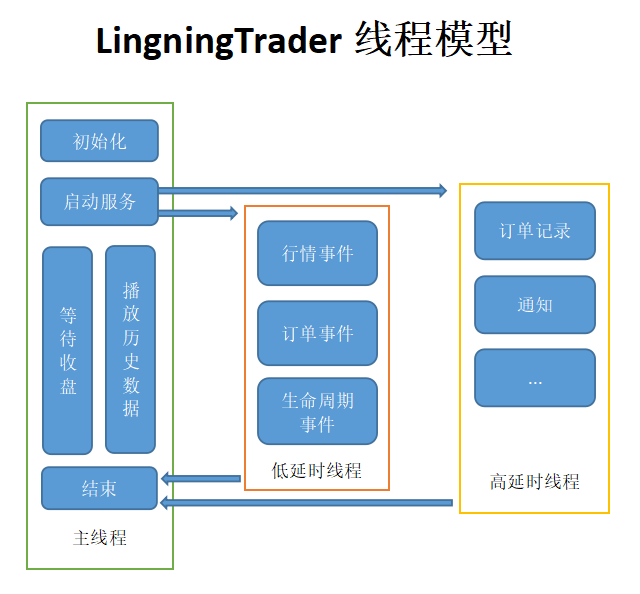 LingningTrader 线程模型
初始化
启动服务
等待收盘
播放历史数据
结束
主线程
行情事件
订单事件
生命周期
事件
低延时线程
订单记录
通知
...
高延时线程